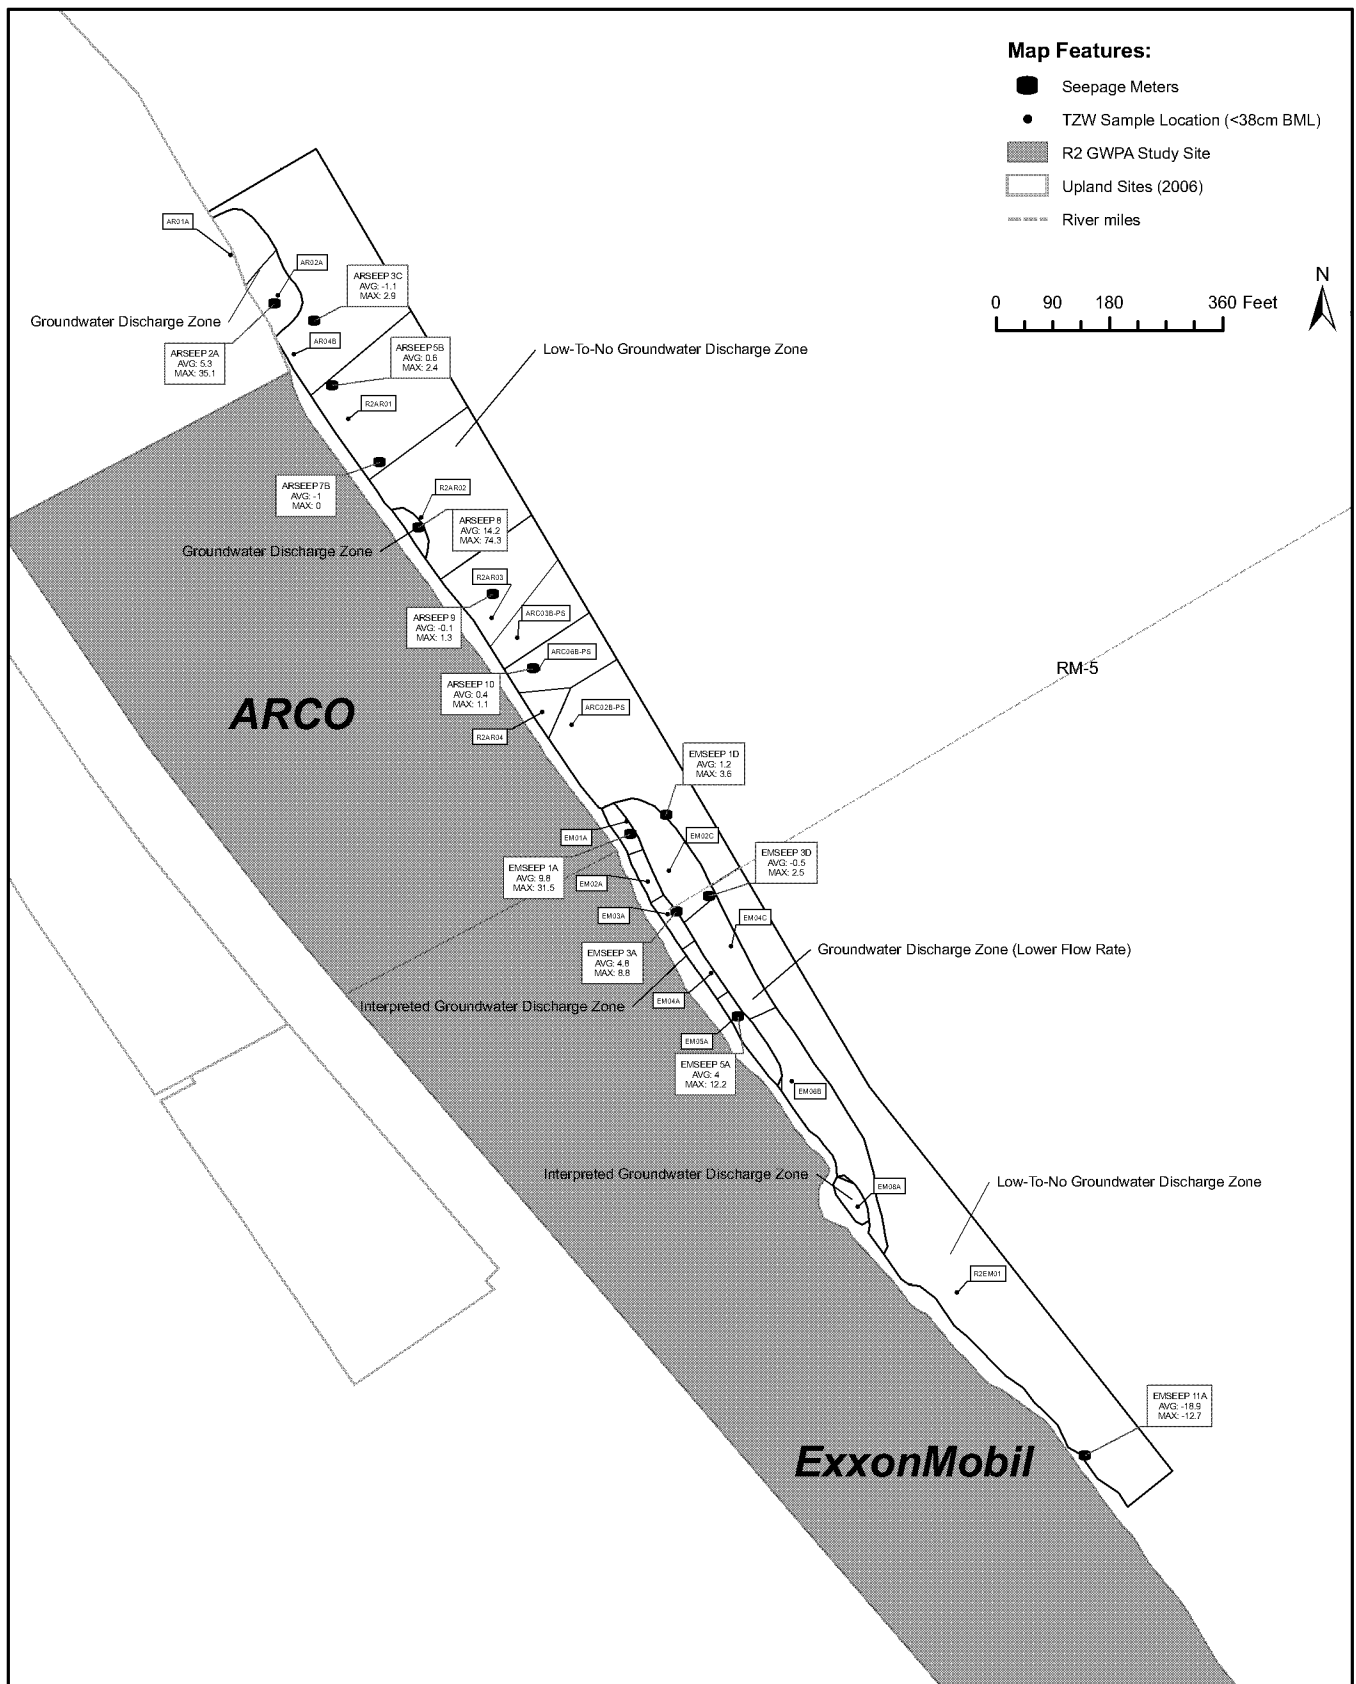 Map Features:
Seepage Meters
TZW Sample Location (<38cm BML)
R2 GWPA Study Site
Upland Sites (2006)
River miles
N
0 90 180 360 Feet
AR01A
AR02A
ARSEEP 3C
AVG: -1.1
MAX: 2.9
Groundwater Discharge Zone
ARSEEP 2A
AVG: 5.3
MAX: 35.1
AR04B
ARSEEP 5B
AVG: 0.6
MAX: 2.4
Low-To-No Groundwater Discharge Zone
R2AR01
ARSEEP 7B
AVG: -1
MAX: 0
R2AR02
ARSEEP 8
AVG: 14.2
MAX: 74.3
Groundwater Discharge Zone
R2AR03
ARSEEP 9
AVG: -0.1
MAX: 1.3
ARC03B-PS
ARC06B-PS
ARSEEP 10
AVG: 0.4
MAX: 1.1
ARC02B-PS
R2AR04
RM-5
ARCO
EMSEEP 1D
AVG: 1.2
MAX: 3.6
EM01A
EM02C
EMSEEP 1A
AVG: 9.8
MAX: 31.5
EMSEEP 3D
AVG: -0.5
MAX: 2.5
EM02A
EM03A
EM04C
EMSEEP 3A
AVG: 4.8
MAX: 8.8
Groundwater Discharge Zone (Lower Flow Rate)
EM04A
Interpreted Groundwater Discharge Zone
EM05A
EMSEEP 5A
AVG: 4
MAX: 12.2
EM06B
Interpreted Groundwater Discharge Zone
EM08A
Low-To-No Groundwater Discharge Zone
R2EM01
EMSEEP 11A
AVG: -18.9
MAX: -12.7
ExxonMobil